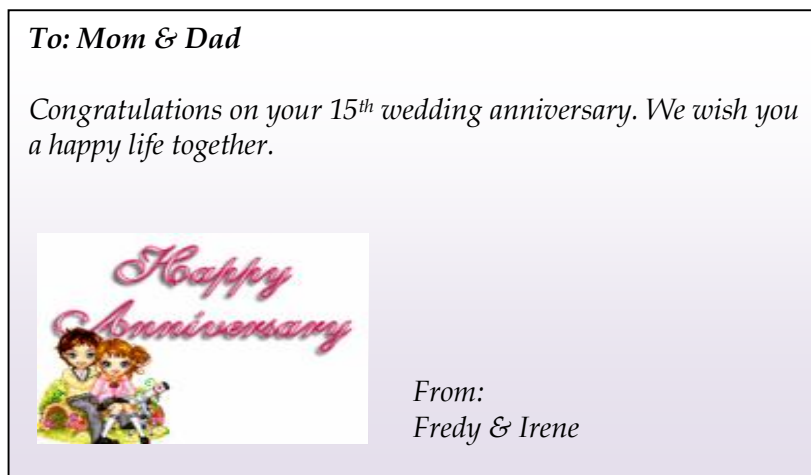 To: Mom & Dad
Congratulations on your 15th wedding anniversary. We wish you
a happy life together.
Happy
Anniversary
From:
Fredy & Irene